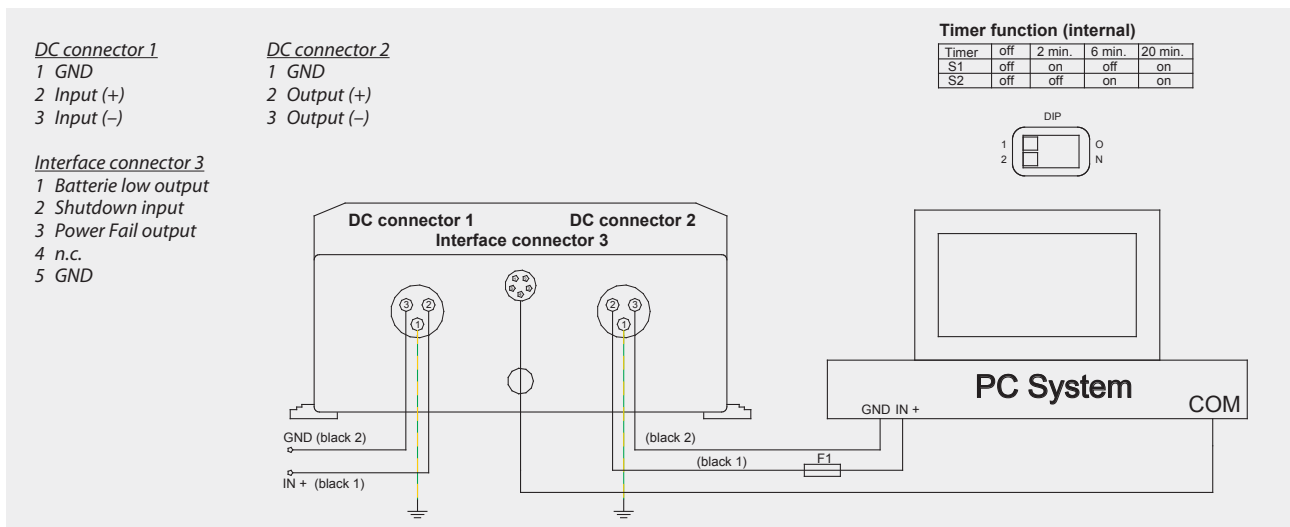 DC connector 1
1 GND
2 Input (+)
3 Input (–)
DC connector 2
1 GND
2 Output (+)
3 Output (–)
Interface connector 3
1 Batterie low output
2 Shutdown input
3 Power Fail output
4 n.c.
5 GND
Timer function (internal)
Timer off 2 min. 6 min. 20 min.
S1 off on off on
S2 off off on on
DIP
1 O
2 N
DC connector 1 DC connector 2
Interface connector 3
3 2
1
2 3
1
PC System
GND IN + COM
GND (black 2)
IN + (black 1)
(black 2)
(black 1) F1